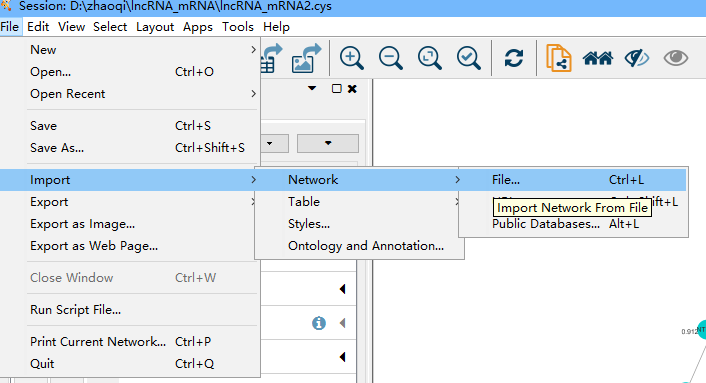 Session: D:\zhaoqi\lncRNA_mRNA\lncRNA_mRNA2.cys
File Edit View Select Layout Apps Tools Help
New
Open... Ctrl+O
Open Recent
Save Ctrl+S
Save As... Ctrl+Shift+S
Import Network File... Ctrl+L
Export Table Shift+L
Import Network From File
Export as Image... Styles... Public Databases... Alt+L
Export as Web Page... Ontology and Annotation...
Close Window Ctrl+W
Run Script File...
0.912 NT
Print Current Network... Ctrl+P
Quit Ctrl+Q